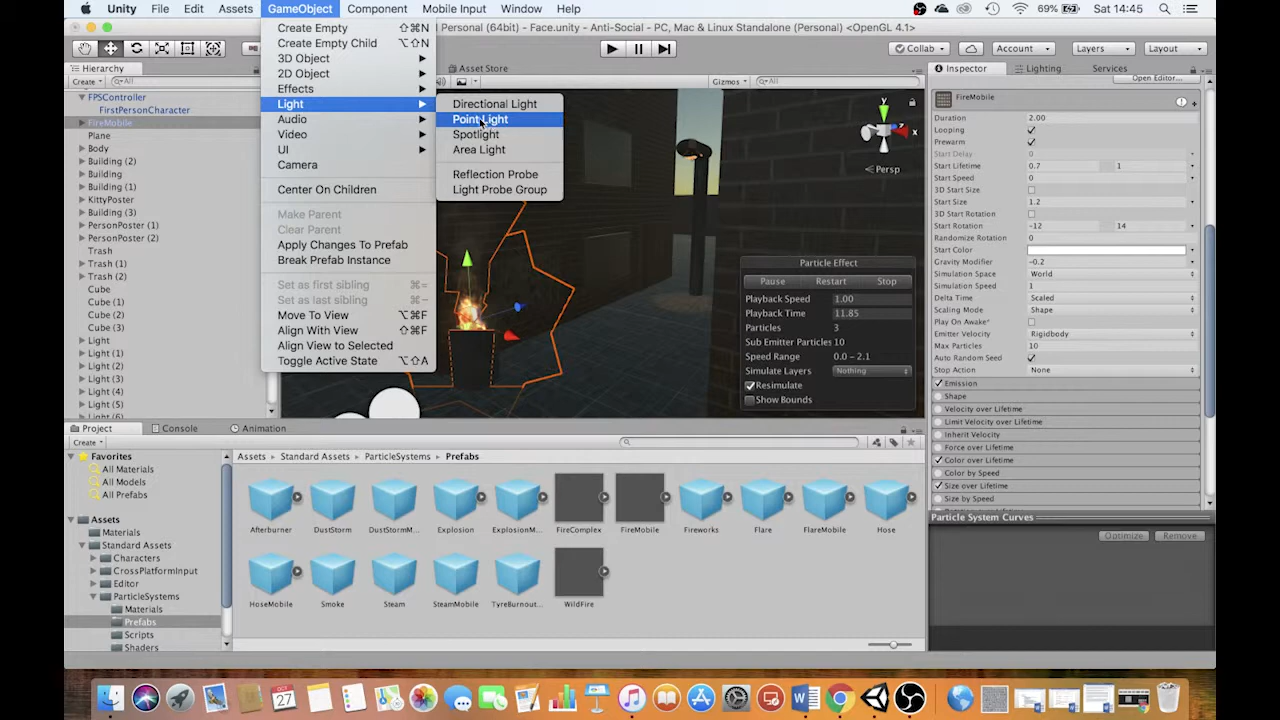 Unity File Edit Assets GameObject Component Mobile Input Window Help 69% Sat 14:45
Personal (64bit) - Face.unity - Anti-Social - PC, Mac & Linux Standalone (Personal) <OpenGL 4.1>
Collab Account Layers Layout
Hierarchy
Create All
FPSController
FirstPersonCharacter
FireMobile
Plane
Body
Building (2)
Building
Building (1)
KittyPoster
Building (3)
PersonPoster (1)
PersonPoster (2)
Trash
Trash (1)
Trash (2)
Cube
Cube (1)
Cube (2)
Cube (3)
Light
Light (1)
Light (2)
Light (3)
Light (4)
Light (5)
Light (6)
Create Empty ⇧⌘N
Create Empty Child ⌥⇧N
3D Object
2D Object
Effects
Light
Audio
Video
UI
Camera
Center On Children
Make Parent
Clear Parent
Apply Changes To Prefab
Break Prefab Instance
Set as first sibling ⌘=
Set as last sibling ⌘-
Move To View ⌥⌘F
Align With View ⇧⌘F
Align View to Selected
Toggle Active State ⌥⇧A
Directional Light
Point Light
Spotlight
Area Light
Reflection Probe
Light Probe Group
Asset Store
Gizmos All
y
x
Persp
Particle Effect
Pause Restart Stop
Playback Speed 1.00
Playback Time 11.85
Particles 3
Sub Emitter Particles 10
Speed Range 0.0 – 2.1
Simulate Layers Nothing
Resimulate
Show Bounds
Inspector Lighting Services
Open Editor...
FireMobile
Duration 2.00
Looping
Prewarm
Start Delay 0
Start Lifetime 0.7 1
Start Speed 0
3D Start Size
Start Size 1.2
3D Start Rotation
Start Rotation -12 14
Randomize Rotation 0
Start Color
Gravity Modifier -0.2
Simulation Space World
Simulation Speed 1
Delta Time Scaled
Scaling Mode Shape
Play On Awake*
Emitter Velocity Rigidbody
Max Particles 10
Auto Random Seed
Stop Action None
Emission
Shape
Velocity over Lifetime
Limit Velocity over Lifetime
Inherit Velocity
Force over Lifetime
Color over Lifetime
Color by Speed
Size over Lifetime
Size by Speed
Particle System Curves
Optimize Remove
Project Console Animation
Create
Favorites
All Materials
All Models
All Prefabs
Assets
Materials
Standard Assets
Characters
CrossPlatformInput
Editor
ParticleSystems
Materials
Prefabs
Scripts
Shaders
Assets Standard Assets ParticleSystems Prefabs
Afterburner DustStorm DustStormM... Explosion ExplosionM... FireComplex FireMobile Fireworks Flare FlareMobile Hose
HoseMobile Smoke Steam SteamMobile TyreBurnout... WildFire
OCT
27